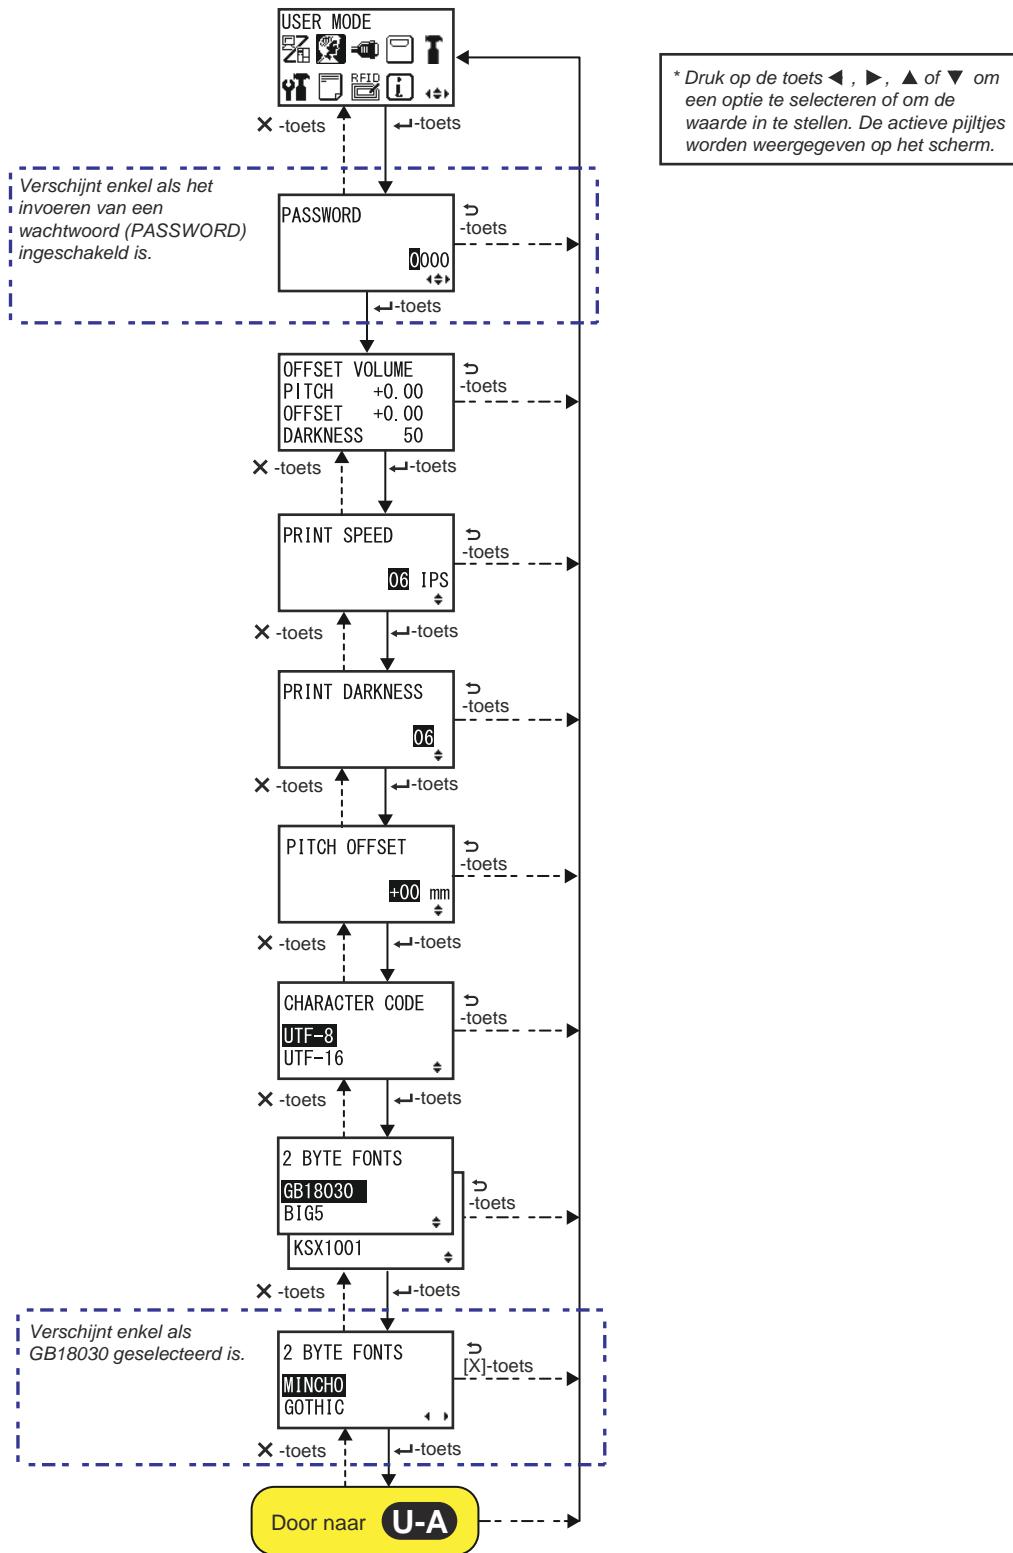 USER MODE
RFID
i
✕ -toets
↵-toets
* Druk op de toets ◀ , ▶ , ▲ of ▼ om
een optie te selecteren of om de
waarde in te stellen. De actieve pijltjes
worden weergegeven op het scherm.
Verschijnt enkel als het
invoeren van een
wachtwoord (PASSWORD)
ingeschakeld is.
PASSWORD
0000
-toets
↵-toets
OFFSET VOLUME
PITCH +0.00
OFFSET +0.00
DARKNESS 50
-toets
✕ -toets
↵-toets
PRINT SPEED
06 IPS
-toets
✕ -toets
↵-toets
PRINT DARKNESS
06
-toets
✕ -toets
↵-toets
PITCH OFFSET
+00 mm
-toets
✕ -toets
↵-toets
CHARACTER CODE
UTF-8
UTF-16
-toets
✕ -toets
↵-toets
2 BYTE FONTS
GB18030
BIG5
KSX1001
-toets
✕ -toets
↵-toets
Verschijnt enkel als
GB18030 geselecteerd is.
2 BYTE FONTS
MINCHO
GOTHIC
[X]-toets
✕ -toets
↵-toets
Door naar U-A